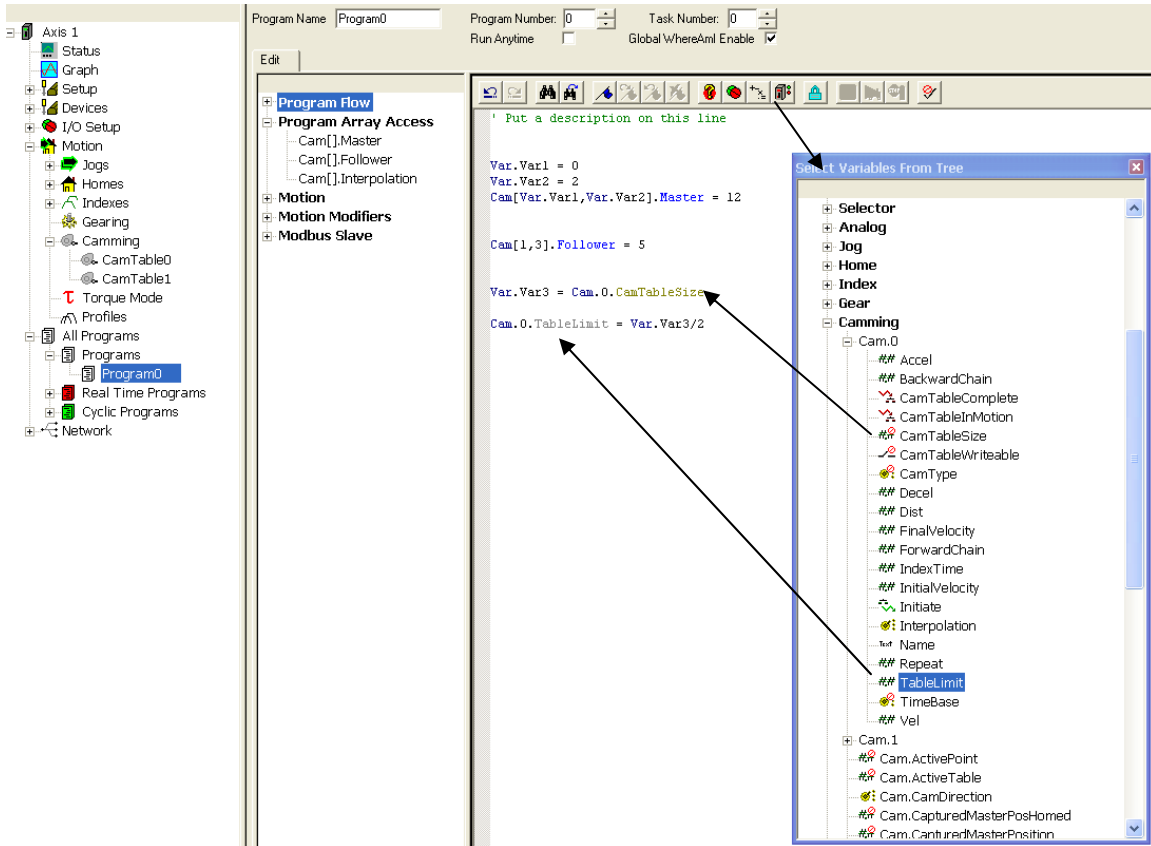 Program Name Program0 Program Number: 0 Task Number: 0
Run Anytime Global WhereAmI Enable
Axis 1
Status
Graph
Setup
Devices
I/O Setup
Motion
Jogs
Homes
Indexes
Gearing
Camming
CamTable0
CamTable1
Torque Mode
Profiles
All Programs
Programs
Program0
Real Time Programs
Cyclic Programs
Network
Edit
Program Flow
Program Array Access
Cam[].Master
Cam[].Follower
Cam[].Interpolation
Motion
Motion Modifiers
Modbus Slave
' Put a description on this line
Var.Var1 = 0
Var.Var2 = 2
Cam[Var.Var1,Var.Var2].Master = 12
Cam[1,3].Follower = 5
Var.Var3 = Cam.0.CamTableSize
Cam.0.TableLimit = Var.Var3/2
Select Variables From Tree
Selector
Analog
Jog
Home
Index
Gear
Camming
Cam.0
#.# Accel
#.# BackwardChain
CamTableComplete
CamTableInMotion
#.# CamTableSize
CamTableWriteable
CamType
#.# Decel
#.# Dist
#.# FinalVelocity
#.# ForwardChain
#.# IndexTime
#.# InitialVelocity
Initiate
Interpolation
Text Name
#.# Repeat
#.# TableLimit
TimeBase
#.# Vel
Cam.1
#.# Cam.ActivePoint
#.# Cam.ActiveTable
Cam.CamDirection
#.# Cam.CapturedMasterPosHomed
#.# Cam.CapturedMasterPosition